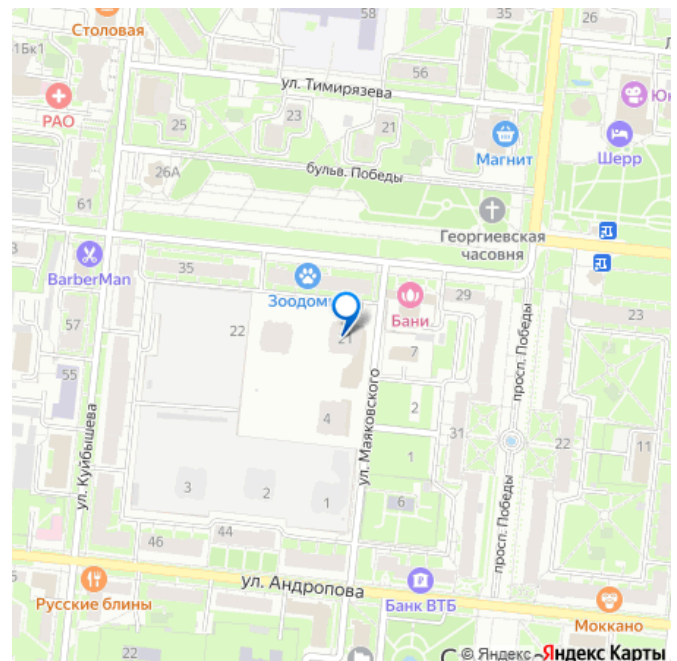 58
35
26
Столовая
15Бк1
56
ул. Тимирязева
РАО
25
23
21
Магнит
Шерр
26А
бульв. Победы
61
Георгиевская
часовня
BarberMan
35
Зоодом
Бани
29
22
21
7
23
57
просп. Победы
55
ул. Маяковского
2
4
ул. Куйбышева
31
22
11
1
3
2
1
6
просп. Победы
46
44
ул. Андропова
Русские блины
Банк ВТБ
Моккано
22
© Яндекс
Яндекс Карты